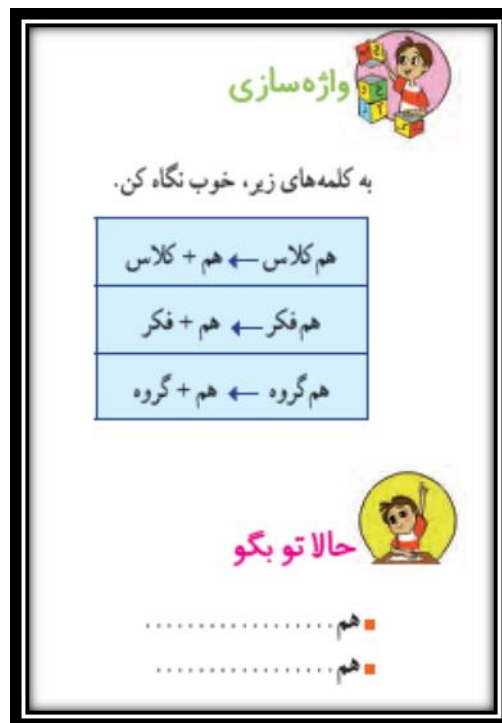 واژه‌سازی
به کلمه‌های زیر، خوب نگاه کن.
هم‌کلاس ← هم + کلاس
هم‌فکر ← هم + فکر
هم‌گروه ← هم + گروه
حالا تو بگو
هم..................
هم..................